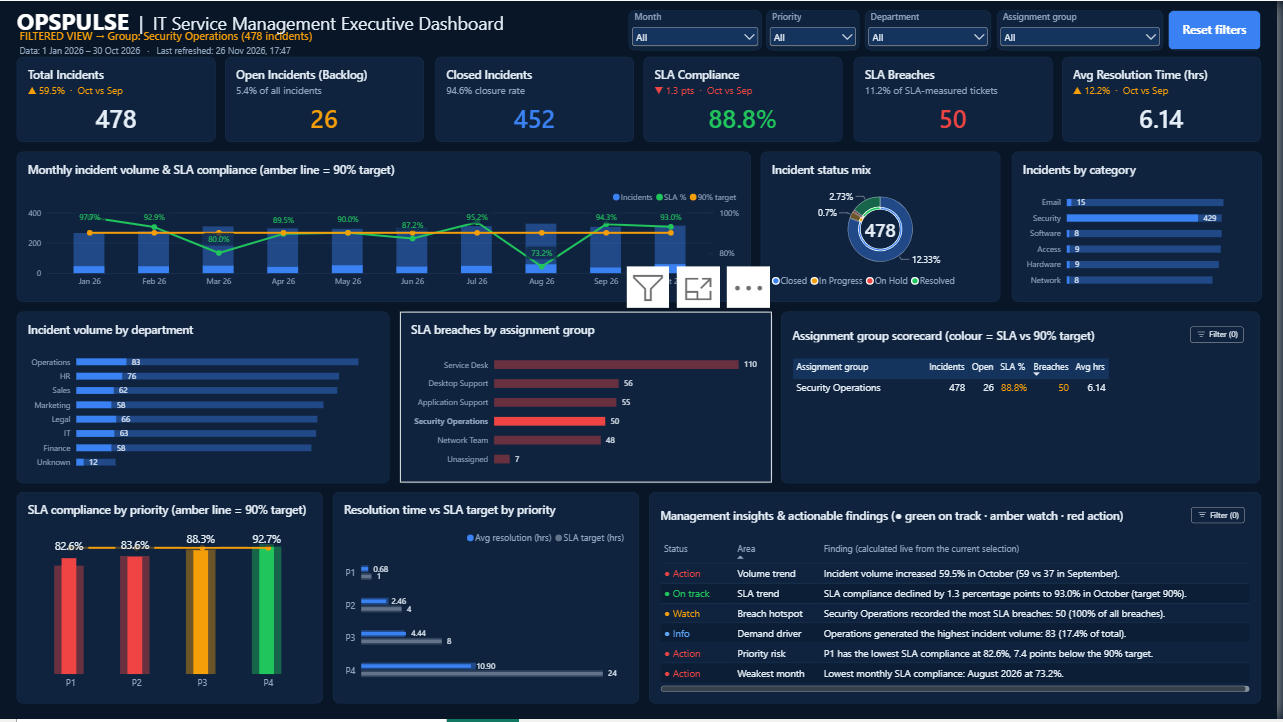 OPSPULSE | IT Service Management Executive Dashboard
FILTERED VIEW → Group: Security Operations (478 incidents)
Data: 1 Jan 2026 – 30 Oct 2026 · Last refreshed: 26 Nov 2026, 17:47
Month
All
Priority
All
Department
All
Assignment group
All
Reset filters
Total Incidents
▲ 59.5% · Oct vs Sep
478
Open Incidents (Backlog)
5.4% of all incidents
26
Closed Incidents
94.6% closure rate
452
SLA Compliance
▼ 1.3 pts · Oct vs Sep
88.8%
SLA Breaches
11.2% of SLA-measured tickets
50
Avg Resolution Time (hrs)
▲ 12.2% · Oct vs Sep
6.14
Monthly incident volume & SLA compliance (amber line = 90% target)
Incidents SLA % 90% target
400
200
0
100%
80%
97.7%
92.9%
80.0%
89.5%
90.0%
87.2%
95.2%
73.2%
94.3%
93.0%
Jan 26
Feb 26
Mar 26
Apr 26
May 26
Jun 26
Jul 26
Aug 26
Sep 26
Incident status mix
2.73%
0.7%
478
12.33%
Closed In Progress On Hold Resolved
Incidents by category
Email 15
Security 429
Software 8
Access 9
Hardware 9
Network 8
Incident volume by department
Operations 83
HR 76
Sales 62
Marketing 58
Legal 66
IT 63
Finance 58
Unknown 12
SLA breaches by assignment group
Service Desk 110
Desktop Support 56
Application Support 55
Security Operations 50
Network Team 48
Unassigned 7
Assignment group scorecard (colour = SLA vs 90% target)
Filter (0)
Assignment group Incidents Open SLA % Breaches Avg hrs
Security Operations 478 26 88.8% 50 6.14
SLA compliance by priority (amber line = 90% target)
82.6%
83.6%
88.3%
92.7%
P1
P2
P3
P4
Resolution time vs SLA target by priority
Avg resolution (hrs) SLA target (hrs)
P1 0.68
1
P2 2.46
4
P3 4.44
8
P4 10.90
24
Management insights & actionable findings (● green on track · amber watch · red action)
Filter (0)
Status Area Finding (calculated live from the current selection)
● Action Volume trend Incident volume increased 59.5% in October (59 vs 37 in September).
● On track SLA trend SLA compliance declined by 1.3 percentage points to 93.0% in October (target 90%).
● Watch Breach hotspot Security Operations recorded the most SLA breaches: 50 (100% of all breaches).
● Info Demand driver Operations generated the highest incident volume: 83 (17.4% of total).
● Action Priority risk P1 has the lowest SLA compliance at 82.6%, 7.4 points below the 90% target.
● Action Weakest month Lowest monthly SLA compliance: August 2026 at 73.2%.